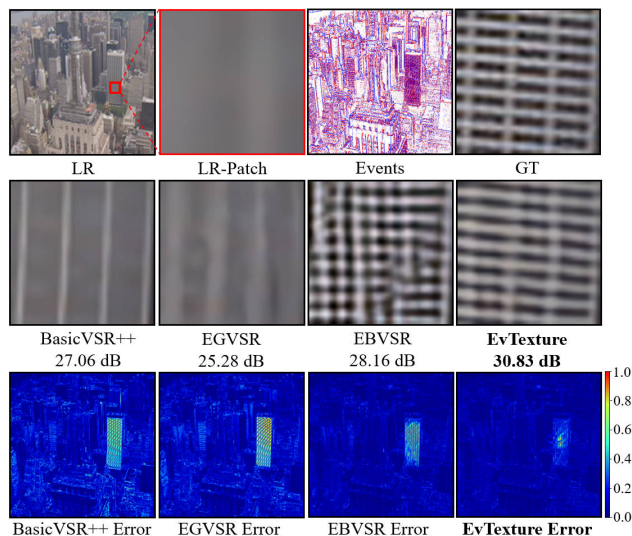 LR LR-Patch Events GT
BasicVSR++ EGVSR EBVSR EvTexture
27.06 dB 25.28 dB 28.16 dB 30.83 dB
1.0
0.8
0.6
0.4
0.2
0.0
BasicVSR++ Error EGVSR Error EBVSR Error EvTexture Error